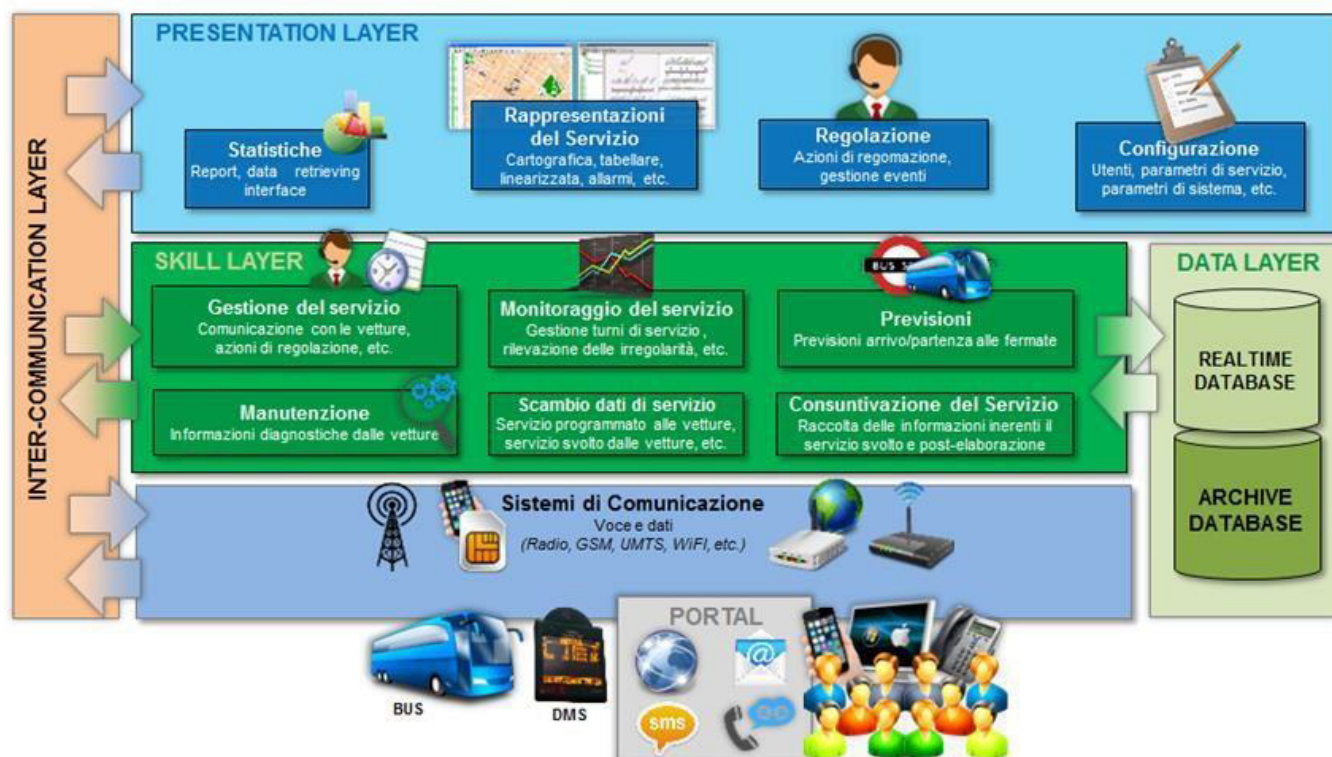 INTER-COMMUNICATION LAYER
PRESENTATION LAYER
Statistiche
Report, data retrieving
interface
Rappresentazioni
del Servizio
Cartografica, tabellare,
linearizzata, allarmi, etc.
Regolazione
Azioni di regomazione,
gestione eventi
Configurazione
Utenti, parametri di servizio,
parametri di sistema, etc.
SKILL LAYER
Gestione del servizio
Comunicazione con le vetture,
azioni di regolazione, etc.
Monitoraggio del servizio
Gestione turni di servizio ,
rilevazione delle irregolarità, etc.
BUS
Previsioni
Previsioni arrivo/partenza alle fermate
Manutenzione
Informazioni diagnostiche dalle vetture
Scambio dati di servizio
Servizio programmato alle vetture,
servizio svolto dalle vetture, etc.
Consuntivazione del Servizio
Raccolta delle informazioni inerenti il
servizio svolto e post-elaborazione
DATA LAYER
REALTIME
DATABASE
ARCHIVE
DATABASE
Sistemi di Comunicazione
Voce e dati
(Radio, GSM, UMTS, WiFI, etc.)
BUS
DMS
PORTAL
@
sms